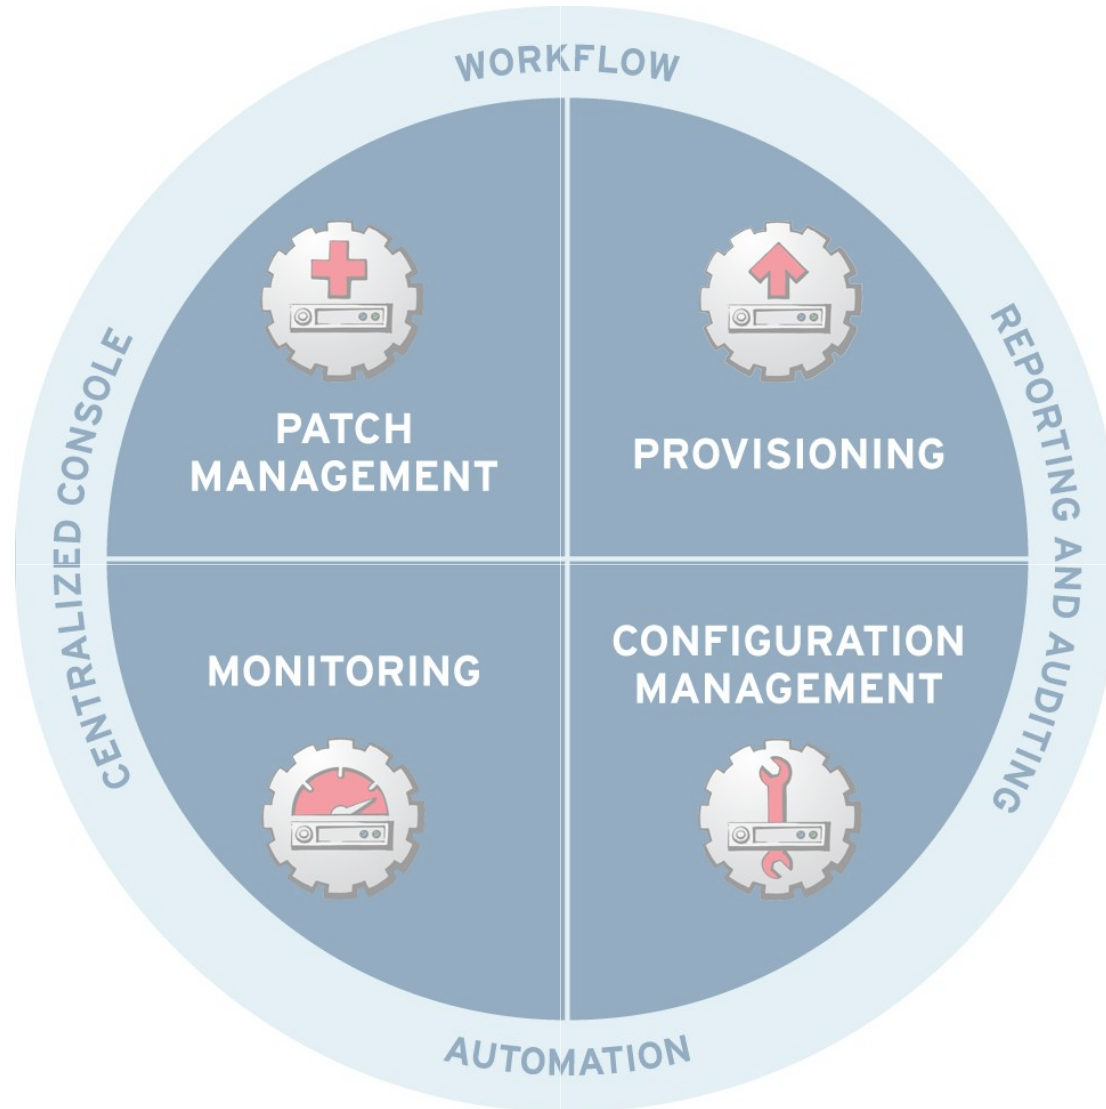 WORKFLOW
CENTRALIZED CONSOLE
REPORTING AND AUDITING
PATCH
MANAGEMENT
PROVISIONING
MONITORING
CONFIGURATION
MANAGEMENT
AUTOMATION